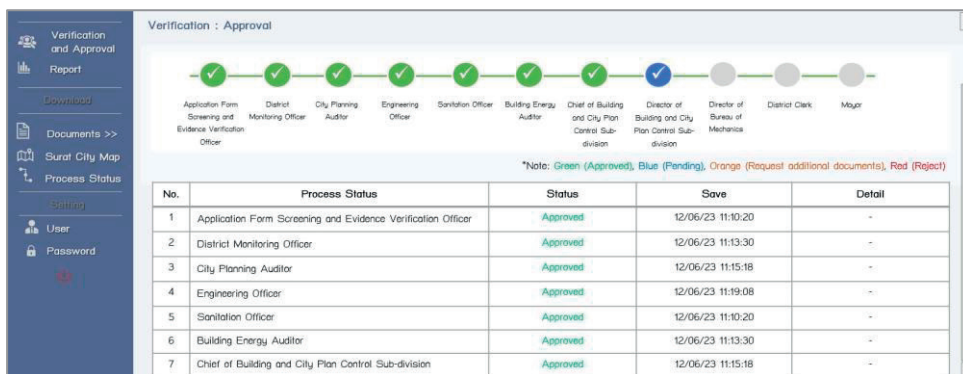 Verification
and Approval
Report
Download
Documents >>
Surat City Map
Process Status
Setting
User
Password
Verification : Approval
Application Form
Screening and
Evidence Verification
Officer
District
Monitoring Officer
City Planning
Auditor
Engineering
Officer
Sanitation Officer
Building Energy
Auditor
Chief of Building
and City Plan
Control Sub-
division
Director of
Building and City
Plan Control Sub-
division
Director of
Bureau of
Mechanics
District Clerk
Mayor
*Note: Green (Approved), Blue (Pending), Orange (Request additional documents), Red (Reject)
No. Process Status Status Save Detail
1 Application Form Screening and Evidence Verification Officer Approved 12/06/23 11:10:20 -
2 District Monitoring Officer Approved 12/06/23 11:13:30 -
3 City Planning Auditor Approved 12/06/23 11:15:18 -
4 Engineering Officer Approved 12/06/23 11:19:08 -
5 Sanitation Officer Approved 12/06/23 11:10:20 -
6 Building Energy Auditor Approved 12/06/23 11:13:30 -
7 Chief of Building and City Plan Control Sub-division Approved 12/06/23 11:15:18 -